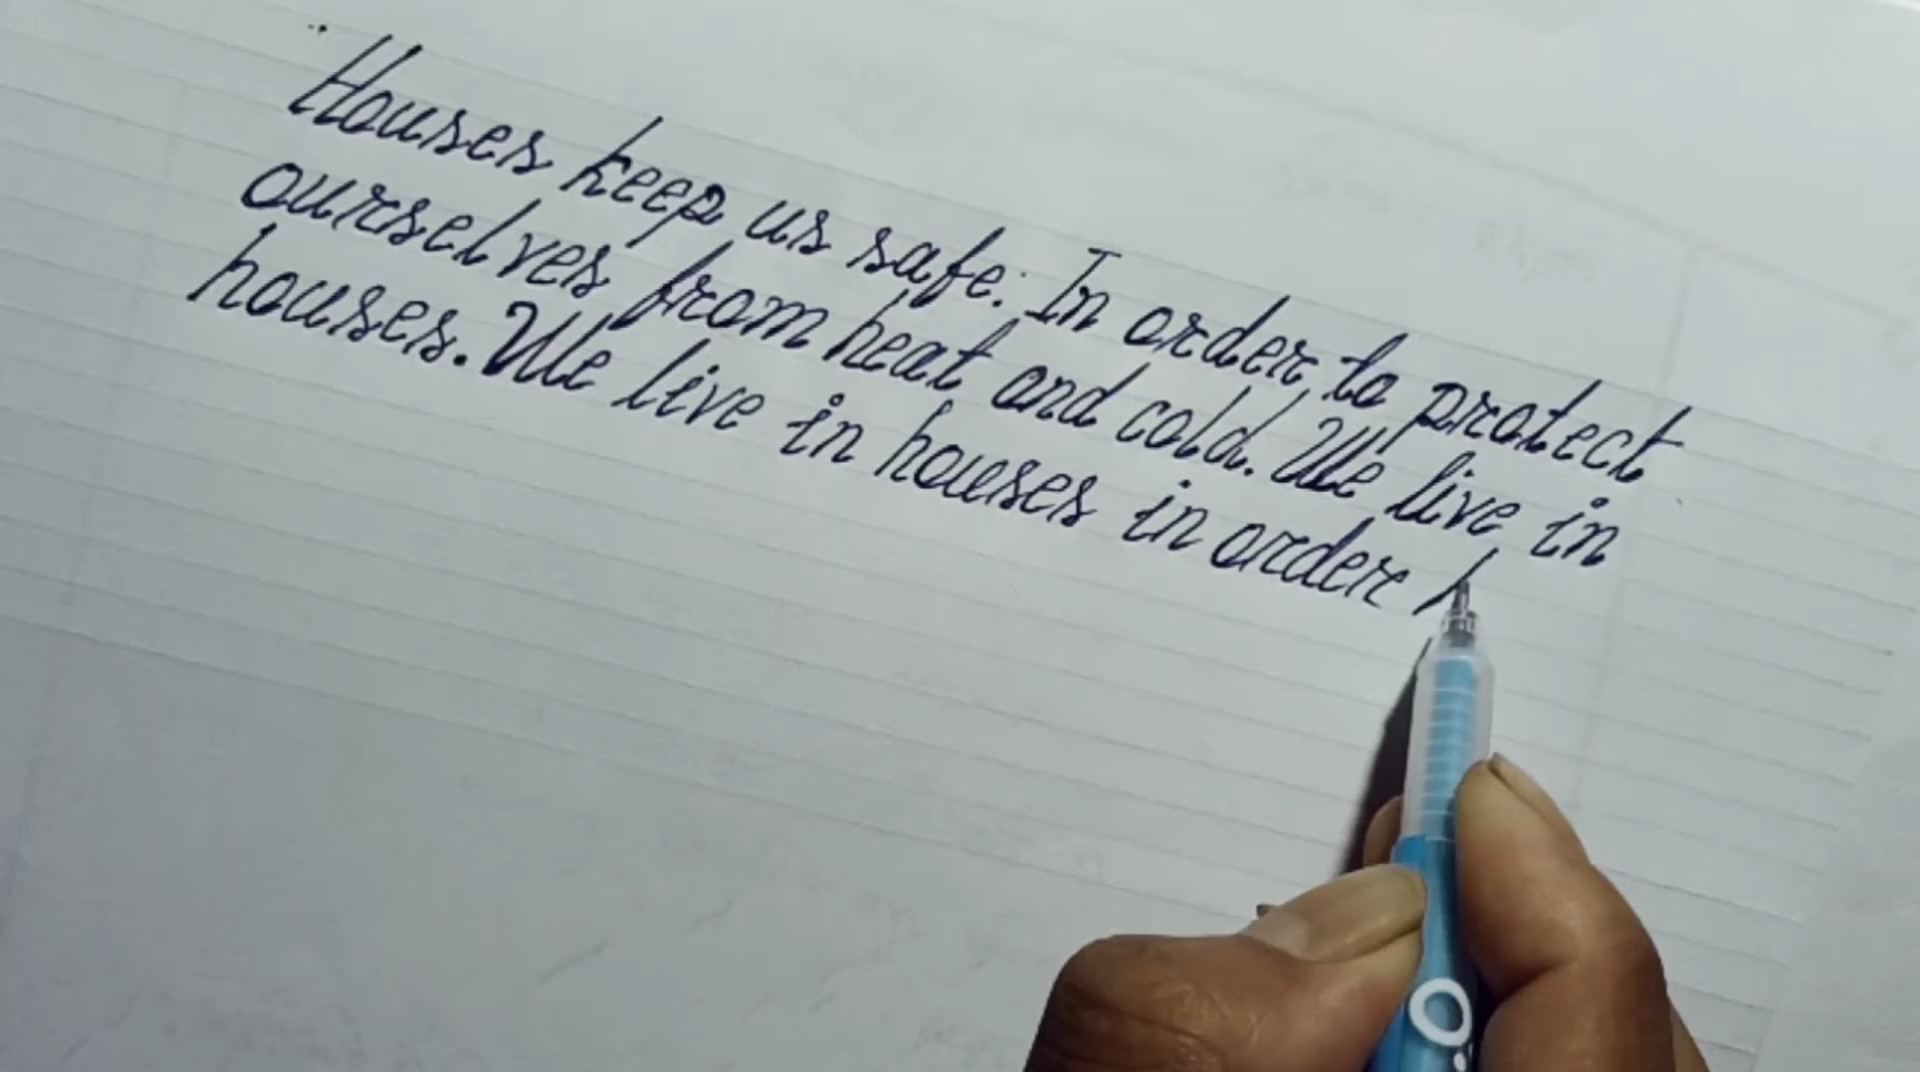 Houses keep us safe. In order to protect
ourselves from heat and cold. We live in
houses. We live in houses in order